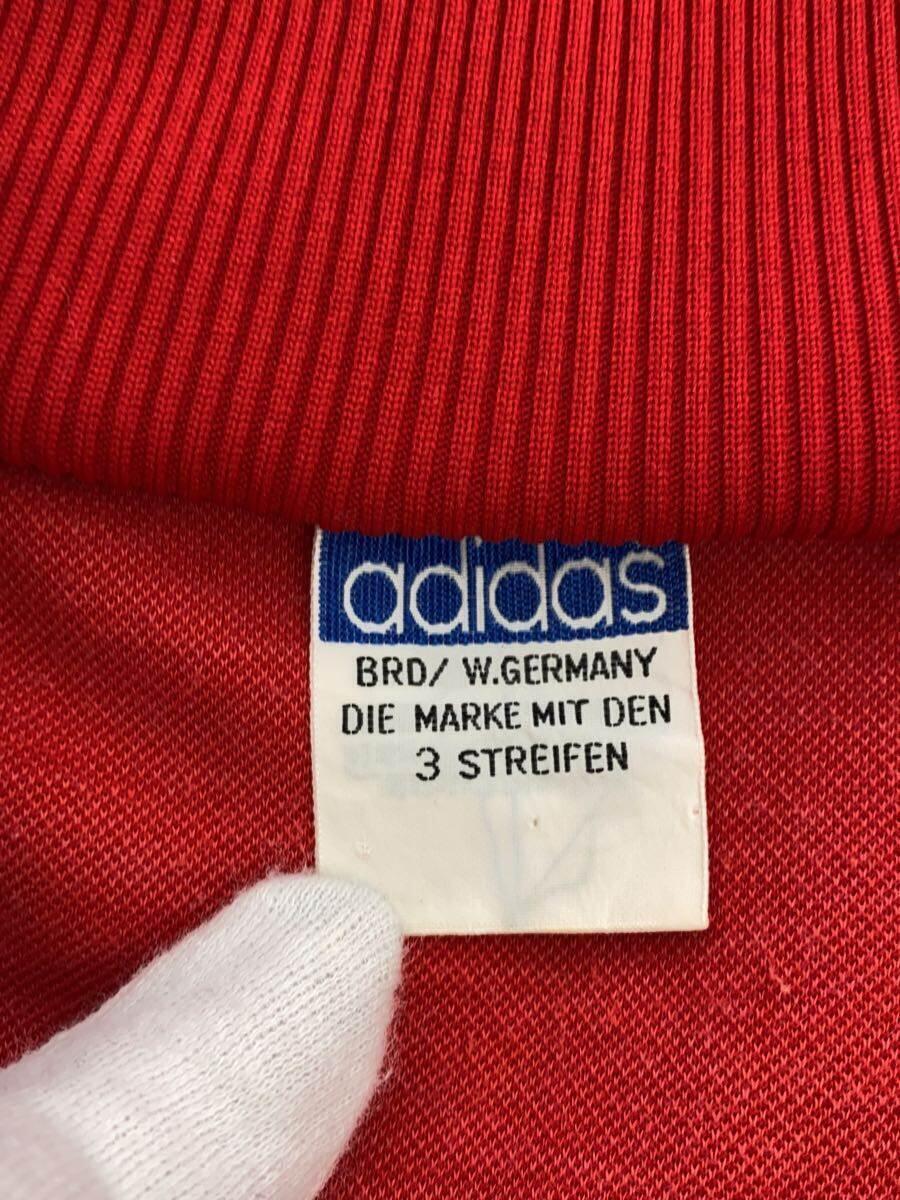 adidas
BRD/ W.GERMANY
DIE MARKE MIT DEN
3 STREIFEN